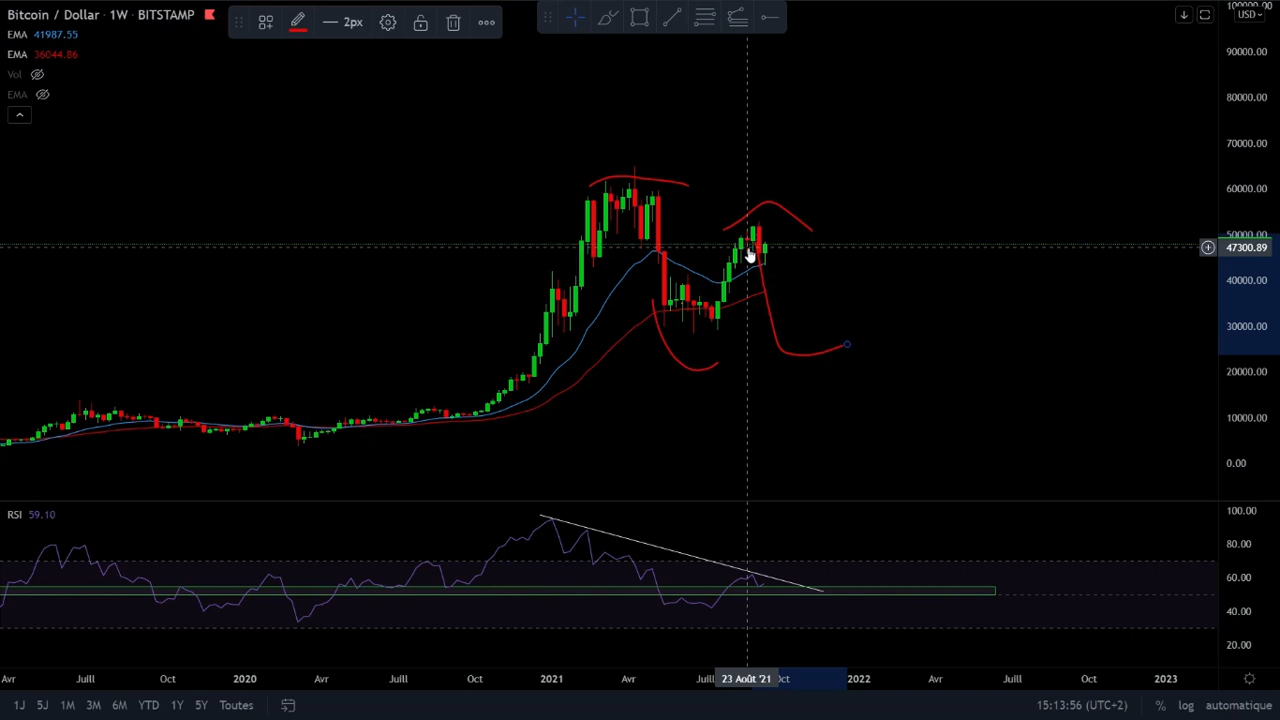 Bitcoin / Dollar · 1W · BITSTAMP
EMA 41987.55
EMA 36044.86
Vol
EMA
2px
USD
90000.00
80000.00
70000.00
60000.00
47300.89
40000.00
30000.00
20000.00
10000.00
0.00
RSI 59.10
100.00
80.00
60.00
40.00
20.00
Avr Juill Oct 2020 Avr Juill Oct 2021 Avr Juill 23 Août '21 Oct 2022 Avr Juill Oct 2023
1J 5J 1M 3M 6M YTD 1Y 5Y Toutes 15:13:56 (UTC+2) % log automatique